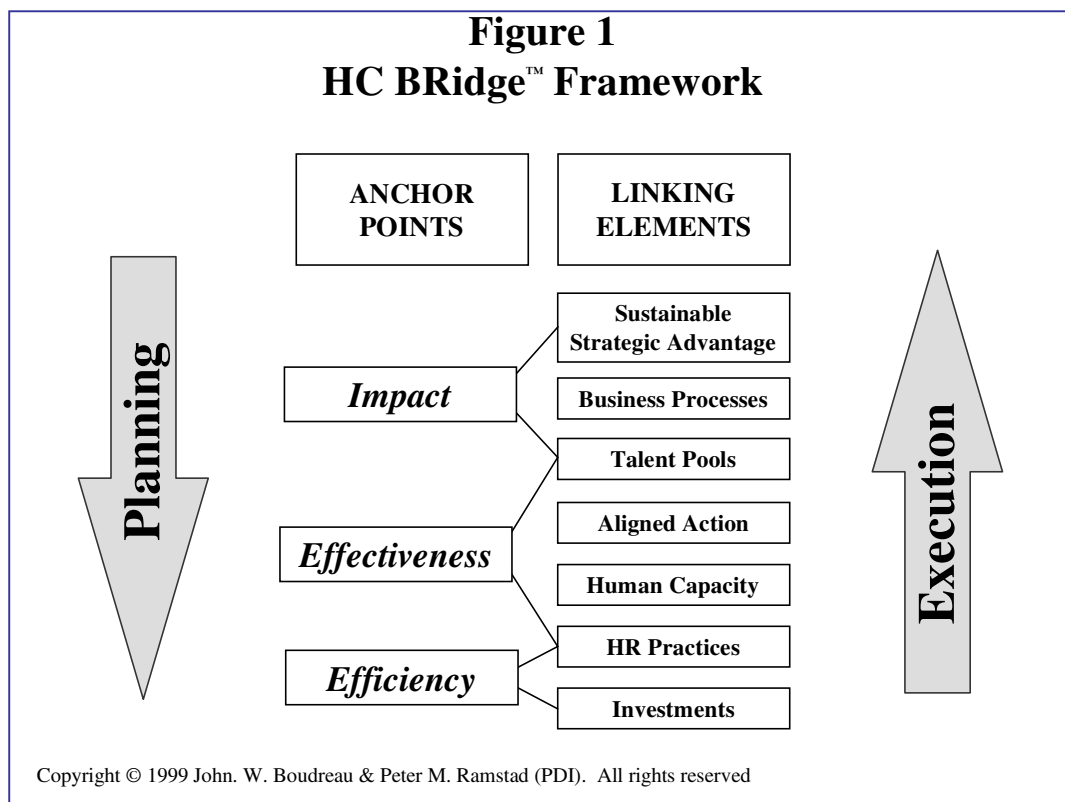 Figure 1
HC BRidge™ Framework
ANCHOR
POINTS
LINKING
ELEMENTS
Planning
Impact
Effectiveness
Efficiency
Sustainable
Strategic Advantage
Business Processes
Talent Pools
Aligned Action
Human Capacity
HR Practices
Investments
Execution
Copyright © 1999 John. W. Boudreau & Peter M. Ramstad (PDI).  All rights reserved